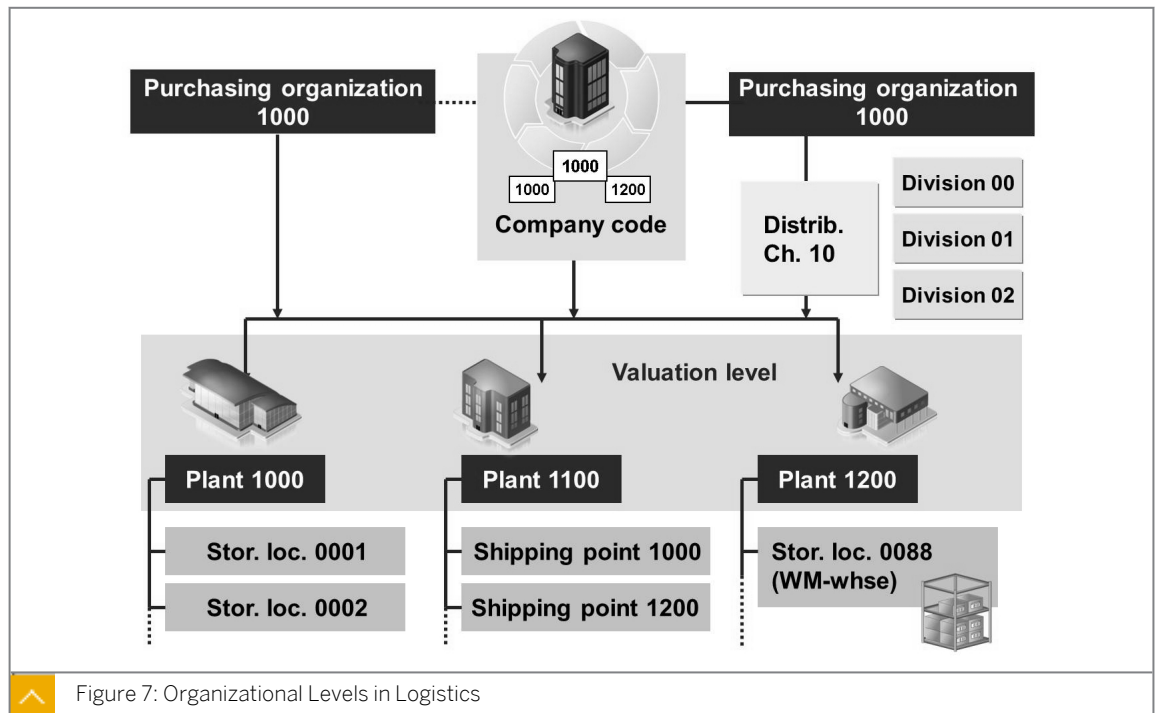 Purchasing organization
1000
1000
1000
1200
Company code
Purchasing organization
1000
Distrib.
Ch. 10
Division 00
Division 01
Division 02
Valuation level
Plant 1000
Plant 1100
Plant 1200
Stor. loc. 0001
Stor. loc. 0002
Shipping point 1000
Shipping point 1200
Stor. loc. 0088
(WM-whse)
Figure 7: Organizational Levels in Logistics